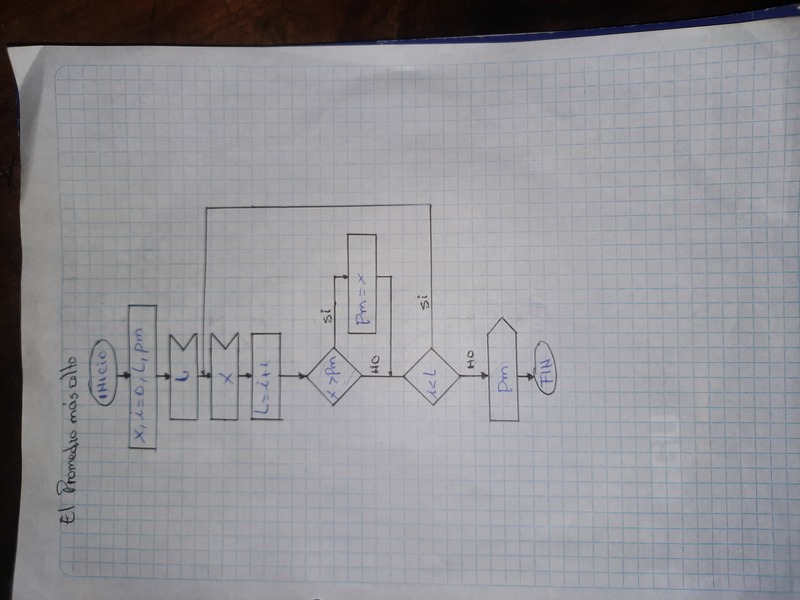 El Promedio más alto
INICIO
X, i=0, L, pm
L
X
L=i+1
x >pm
si
pm = x
NO
i<L
si
NO
pm
FIN